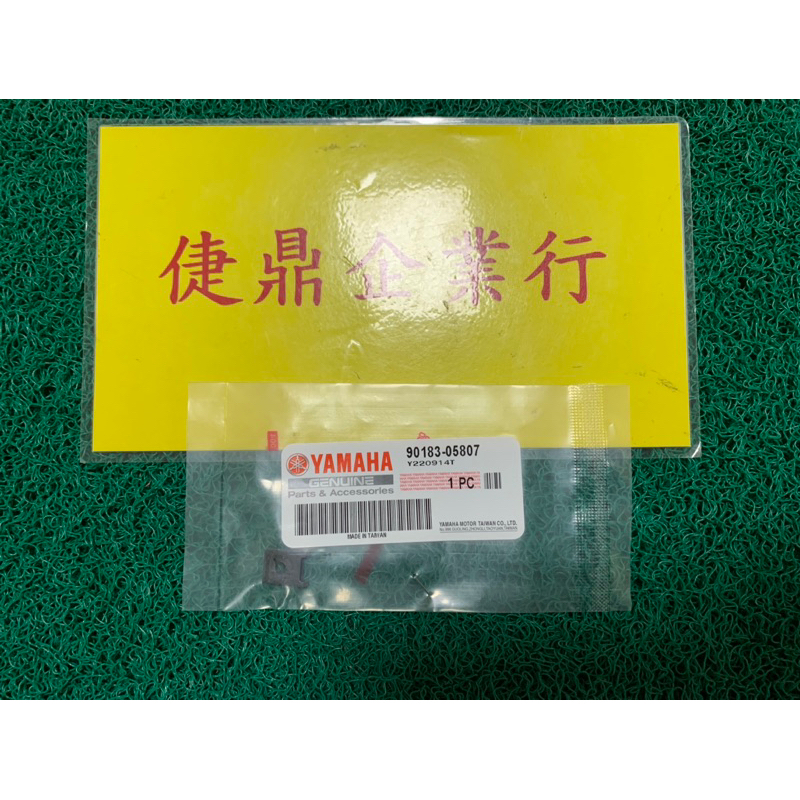 倢鼎企業行
YAMAHA
GENUINE
Parts & Accessories
90183-05807
Y220914T
1 PC
MADE IN TAIWAN
YAMAHA MOTOR TAIWAN CO., LTD.